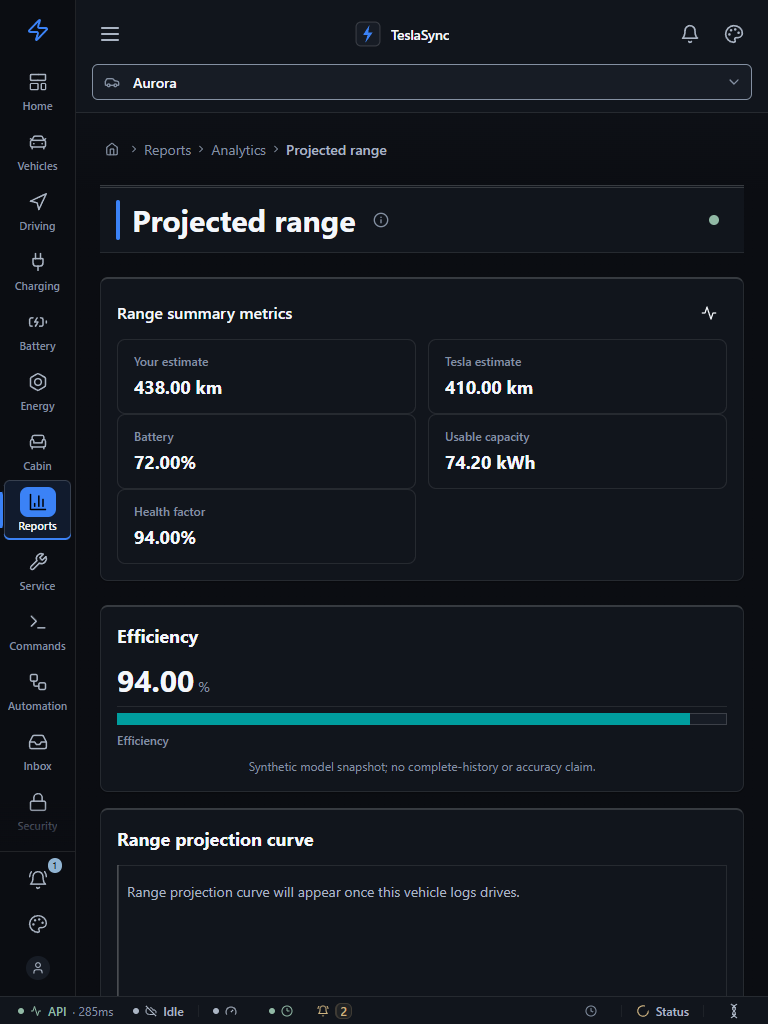 TeslaSync
Aurora
Home
Vehicles
Driving
Charging
Battery
Energy
Cabin
Reports
Service
Commands
Automation
Inbox
Security
1
Reports > Analytics > Projected range
Projected range
Range summary metrics
Your estimate
438.00 km
Tesla estimate
410.00 km
Battery
72.00%
Usable capacity
74.20 kWh
Health factor
94.00%
Efficiency
94.00 %
Efficiency
Synthetic model snapshot; no complete-history or accuracy claim.
Range projection curve
Range projection curve will appear once this vehicle logs drives.
API · 285ms
Idle
2
Status